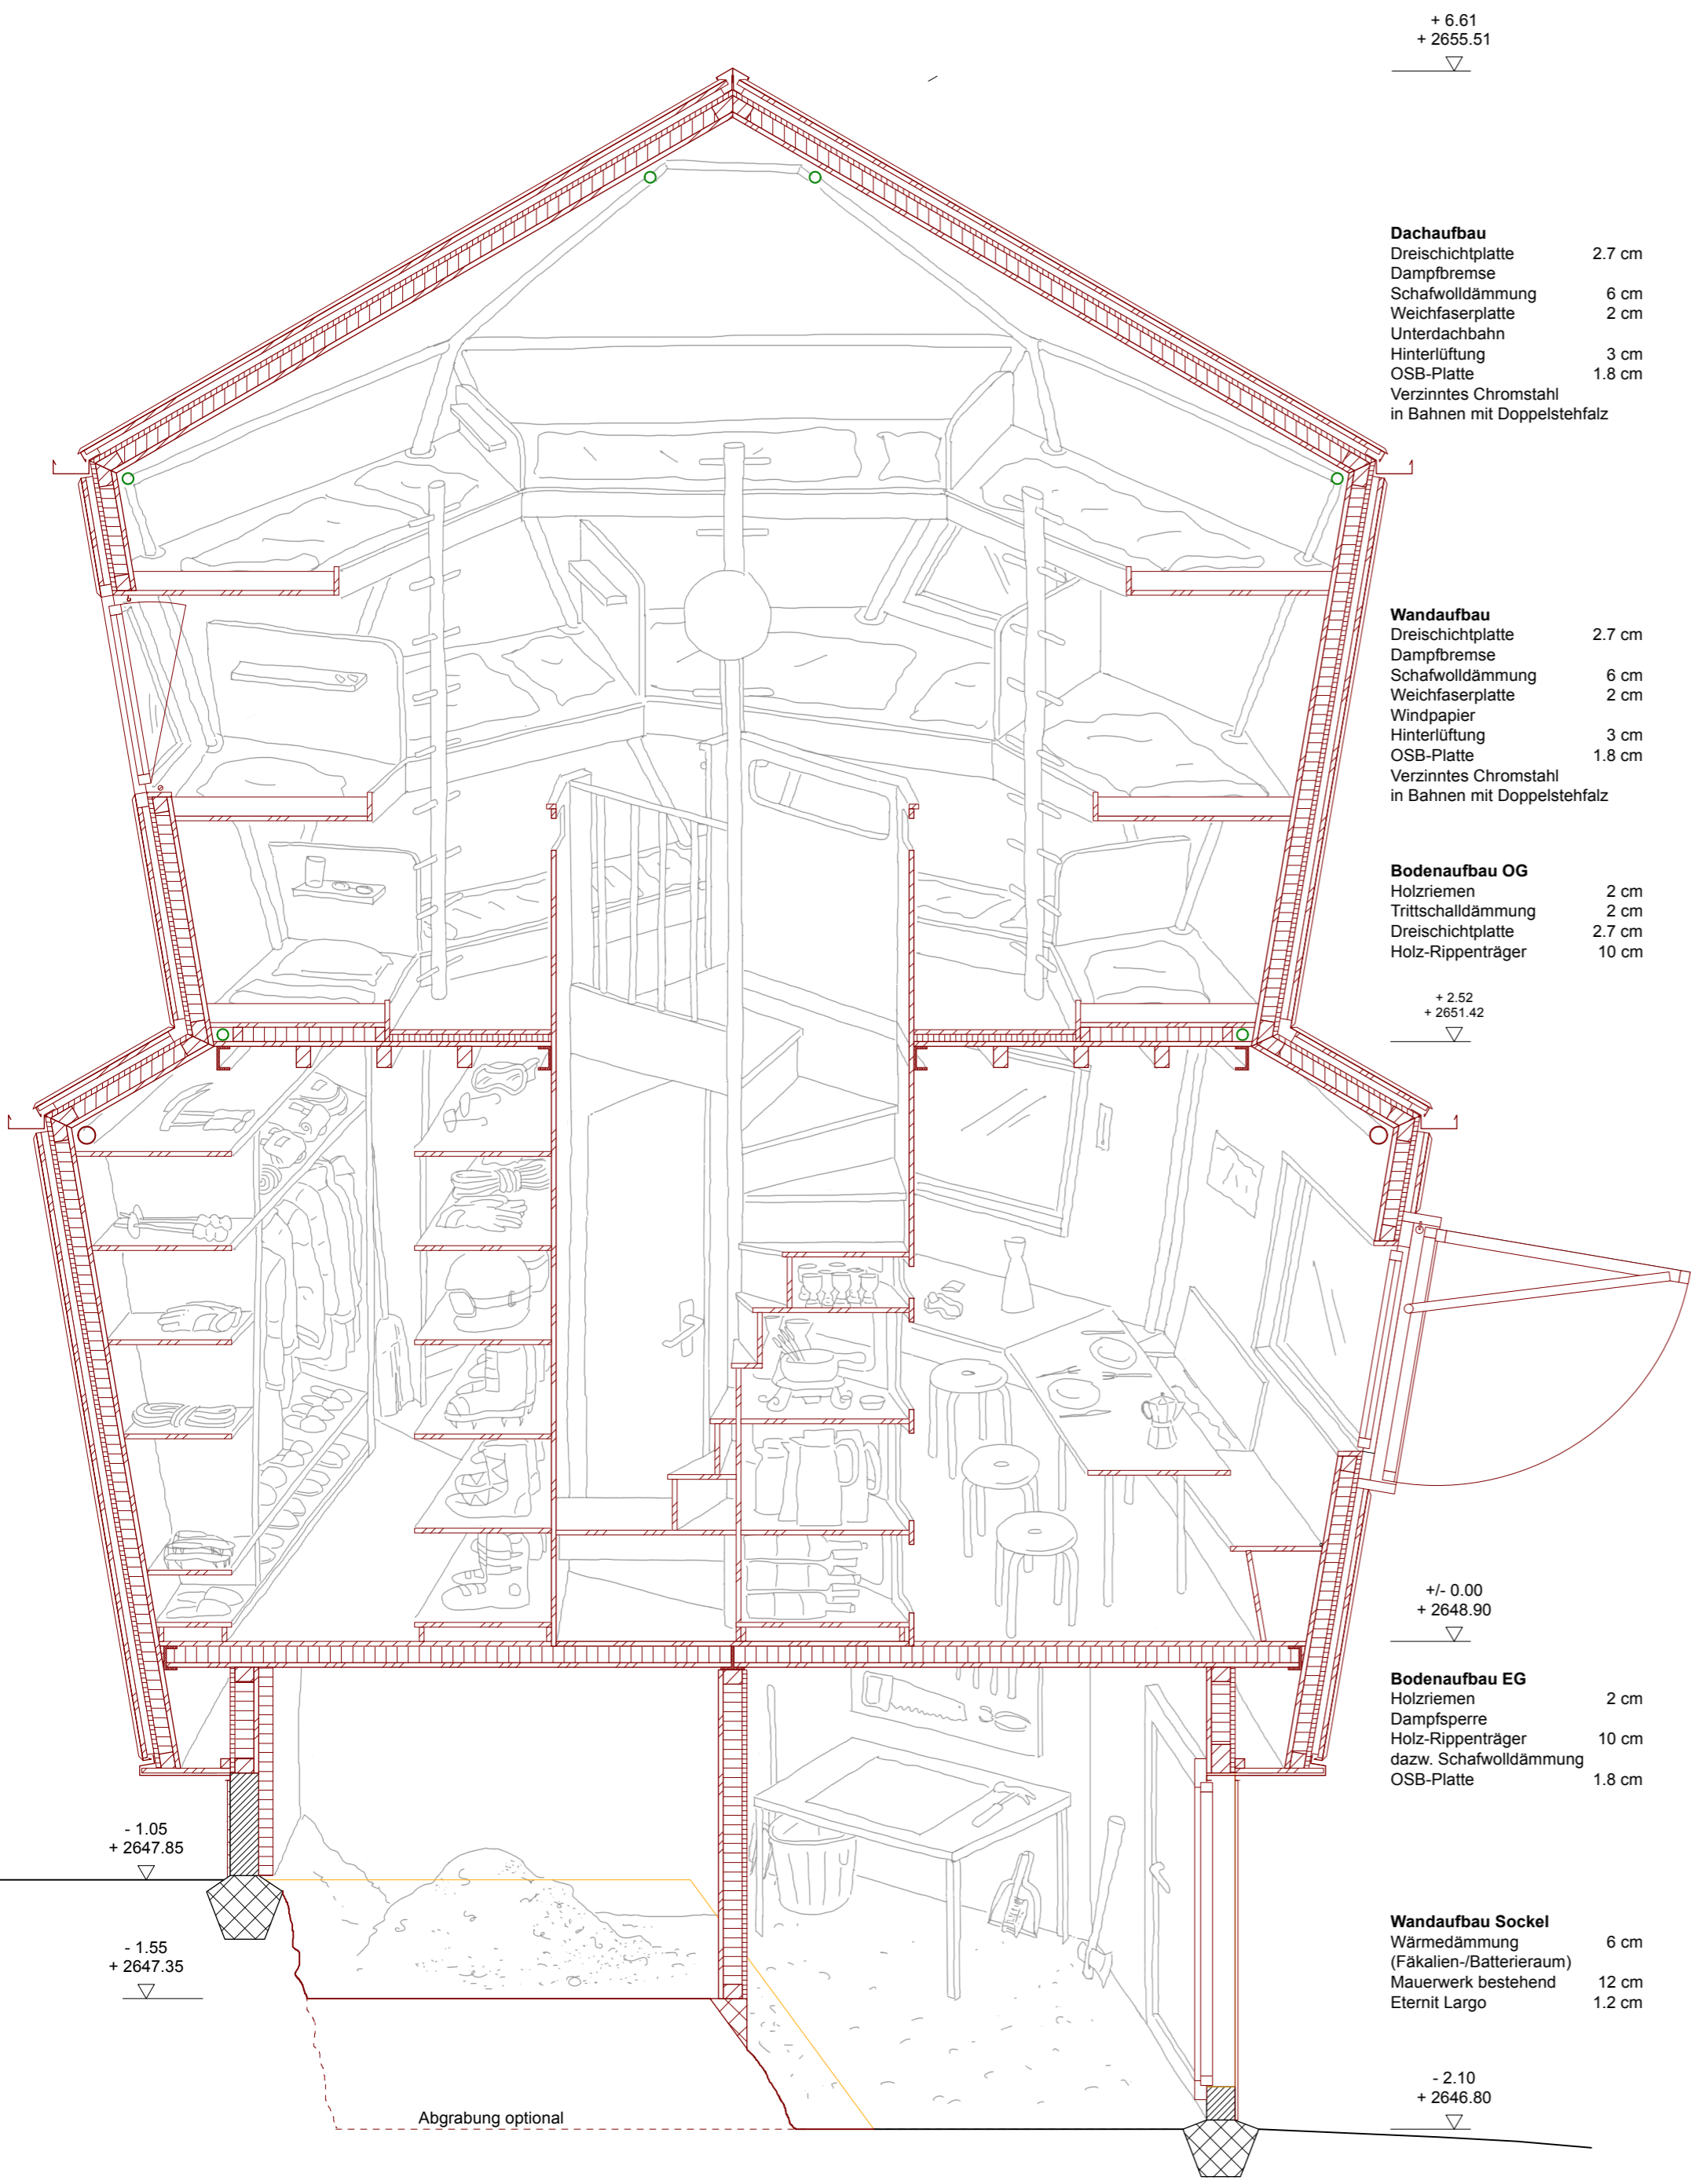 + 6.61
+ 2655.51
Dachaufbau
Dreischichtplatte 2.7 cm
Dampfbremse
Schafwolldämmung 6 cm
Weichfaserplatte 2 cm
Unterdachbahn
Hinterlüftung 3 cm
OSB-Platte 1.8 cm
Verzinntes Chromstahl
in Bahnen mit Doppelstehfalz
Wandaufbau
Dreischichtplatte 2.7 cm
Dampfbremse
Schafwolldämmung 6 cm
Weichfaserplatte 2 cm
Windpapier
Hinterlüftung 3 cm
OSB-Platte 1.8 cm
Verzinntes Chromstahl
in Bahnen mit Doppelstehfalz
Bodenaufbau OG
Holzriemen 2 cm
Trittschalldämmung 2 cm
Dreischichtplatte 2.7 cm
Holz-Rippenträger 10 cm
+ 2.52
+ 2651.42
+/- 0.00
+ 2648.90
Bodenaufbau EG
Holzriemen 2 cm
Dampfsperre
Holz-Rippenträger 10 cm
dazw. Schafwolldämmung
OSB-Platte 1.8 cm
- 1.05
+ 2647.85
- 1.55
+ 2647.35
Wandaufbau Sockel
Wärmedämmung 6 cm
(Fäkalien-/Batterieraum)
Mauerwerk bestehend 12 cm
Eternit Largo 1.2 cm
- 2.10
+ 2646.80
Abgrabung optional